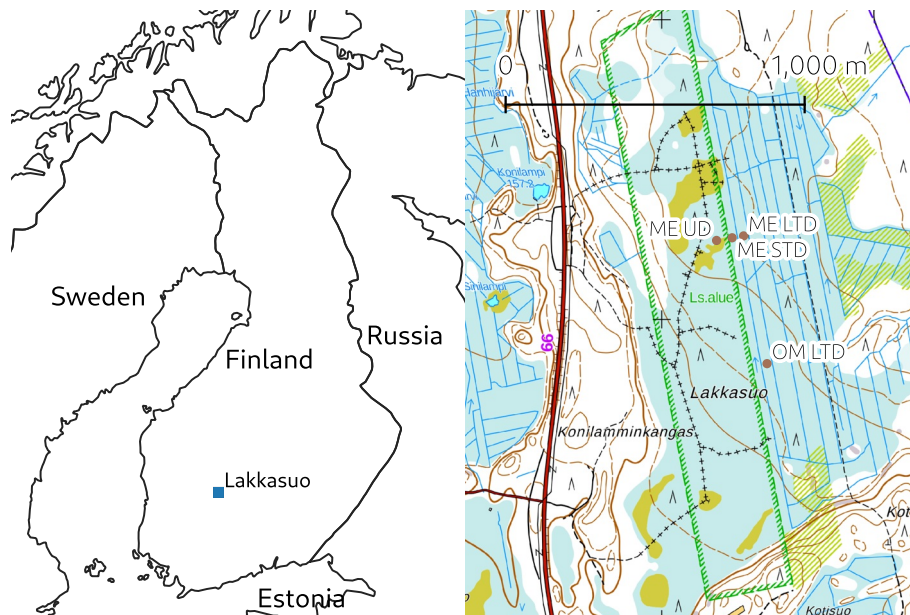 Sweden
Finland
Russia
Lakkasuo
Estonia
0
1,000 m
Konilampi
157.2
ME UD
ME LTD
ME STD
Ls.alue
66
OM LTD
Lakkasuo
Konilamminkangas
Kotisuo